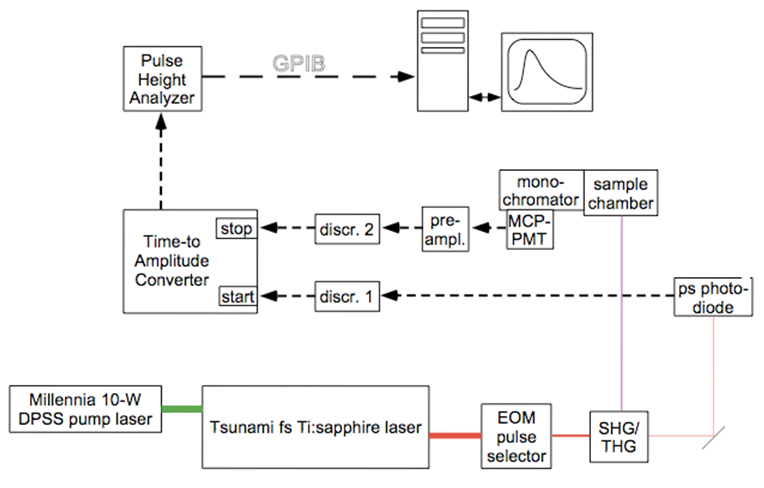 Pulse
Height
Analyzer
GPIB
mono-
chromator
sample
chamber
MCP-
PMT
pre-
ampl.
discr. 2
stop
Time-to
Amplitude
Converter
start
discr. 1
ps photo-
diode
Millennia 10-W
DPSS pump laser
Tsunami fs Ti:sapphire laser
EOM
pulse
selector
SHG/
THG